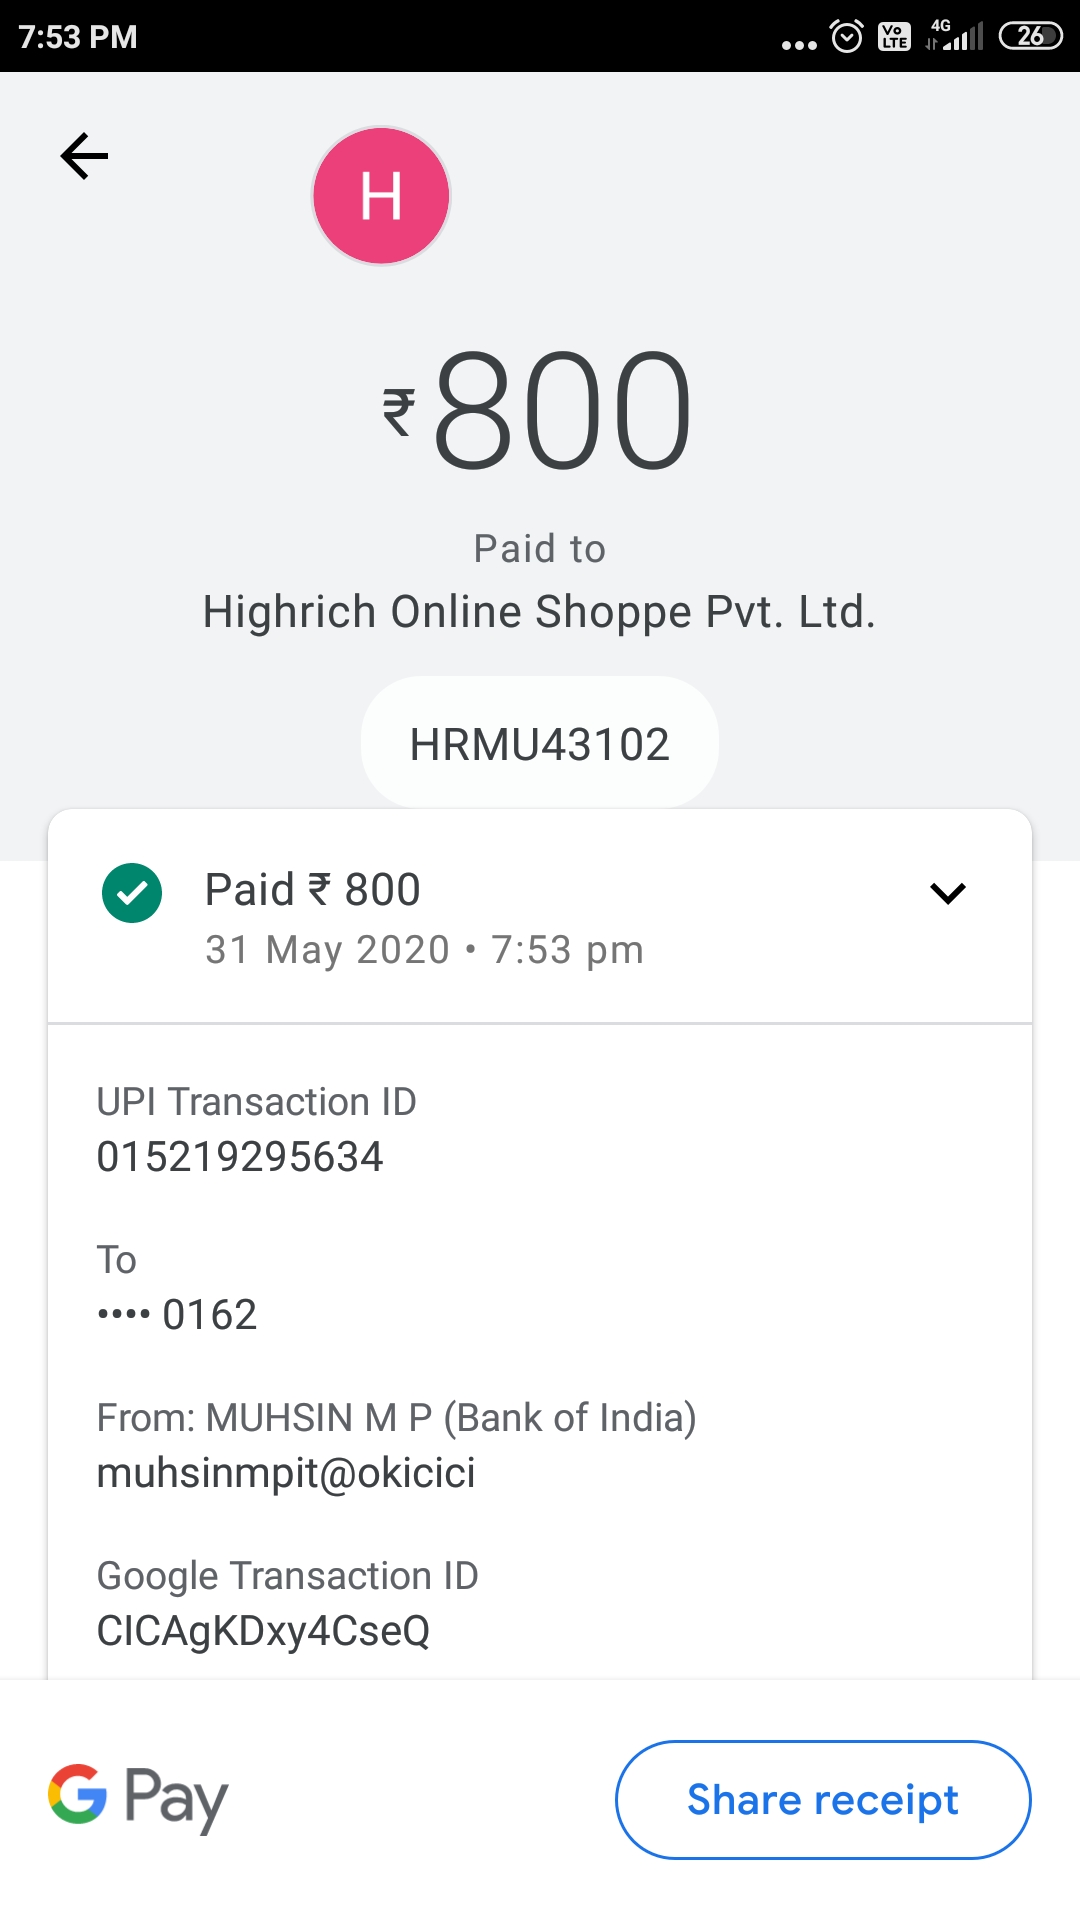 7:53 PM
Vo LTE
4G
26
H
₹800
Paid to
Highrich Online Shoppe Pvt. Ltd.
HRMU43102
Paid ₹ 800
31 May 2020 • 7:53 pm
UPI Transaction ID
015219295634
To
•••• 0162
From: MUHSIN M P (Bank of India)
muhsinmpit@okicici
Google Transaction ID
CICAgKDxy4CseQ
G Pay
Share receipt